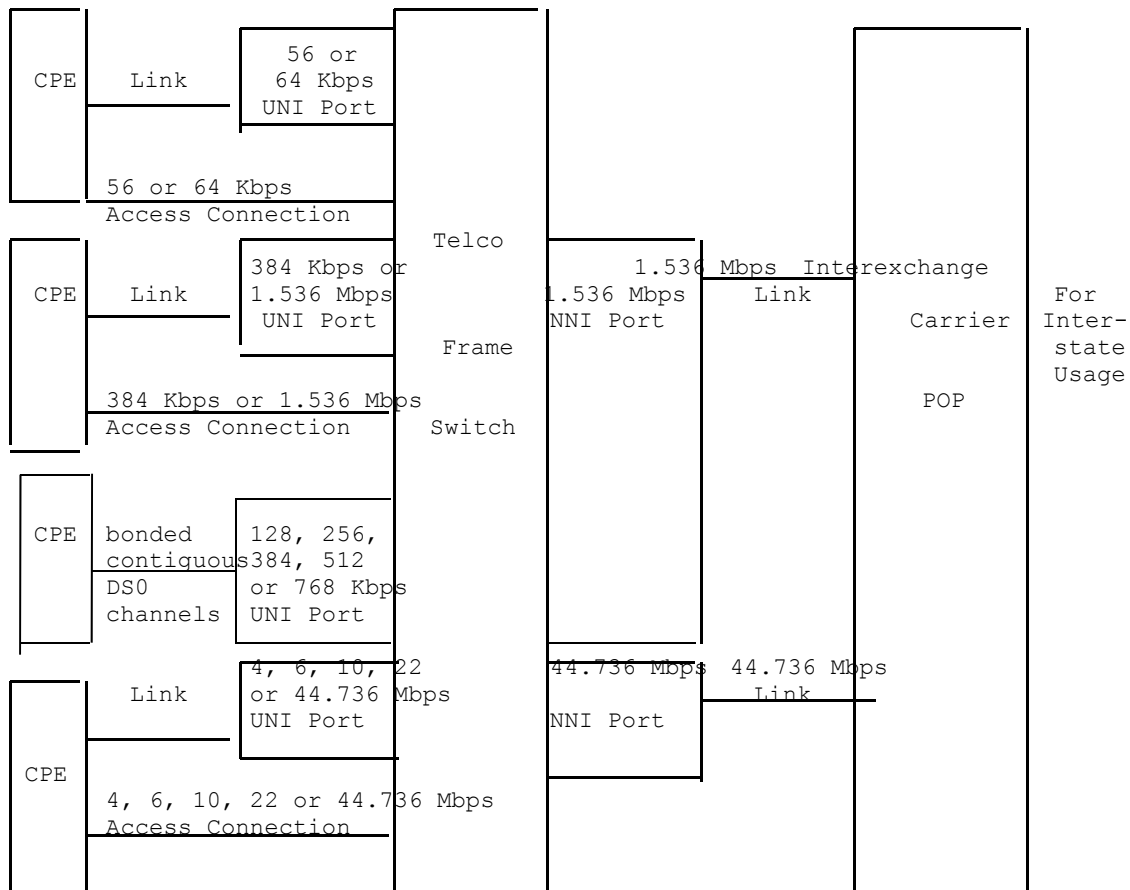 56 or
CPE Link 64 Kbps
UNI Port
56 or 64 Kbps
Access Connection
Telco
384 Kbps or 1.536 Mbps Interexchange
CPE Link 1.536 Mbps 1.536 Mbps Link For
UNI Port NNI Port Carrier Inter-
Frame state
Usage
384 Kbps or 1.536 Mbps POP
Access Connection Switch
CPE bonded 128, 256,
contiguous 384, 512
DS0 or 768 Kbps
channels UNI Port
4, 6, 10, 22 44.736 Mbps 44.736 Mbps
Link or 44.736 Mbps Link
UNI Port NNI Port
CPE
4, 6, 10, 22 or 44.736 Mbps
Access Connection